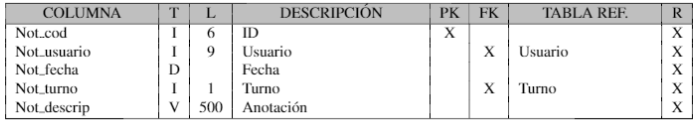 COLUMNA T L DESCRIPCIÓN PK FK TABLA REF. R
Not_cod I 6 ID X X
Not_usuario I 9 Usuario X Usuario X
Not_fecha D Fecha X
Not_turno I 1 Turno X Turno X
Not_descrip V 500 Anotación X